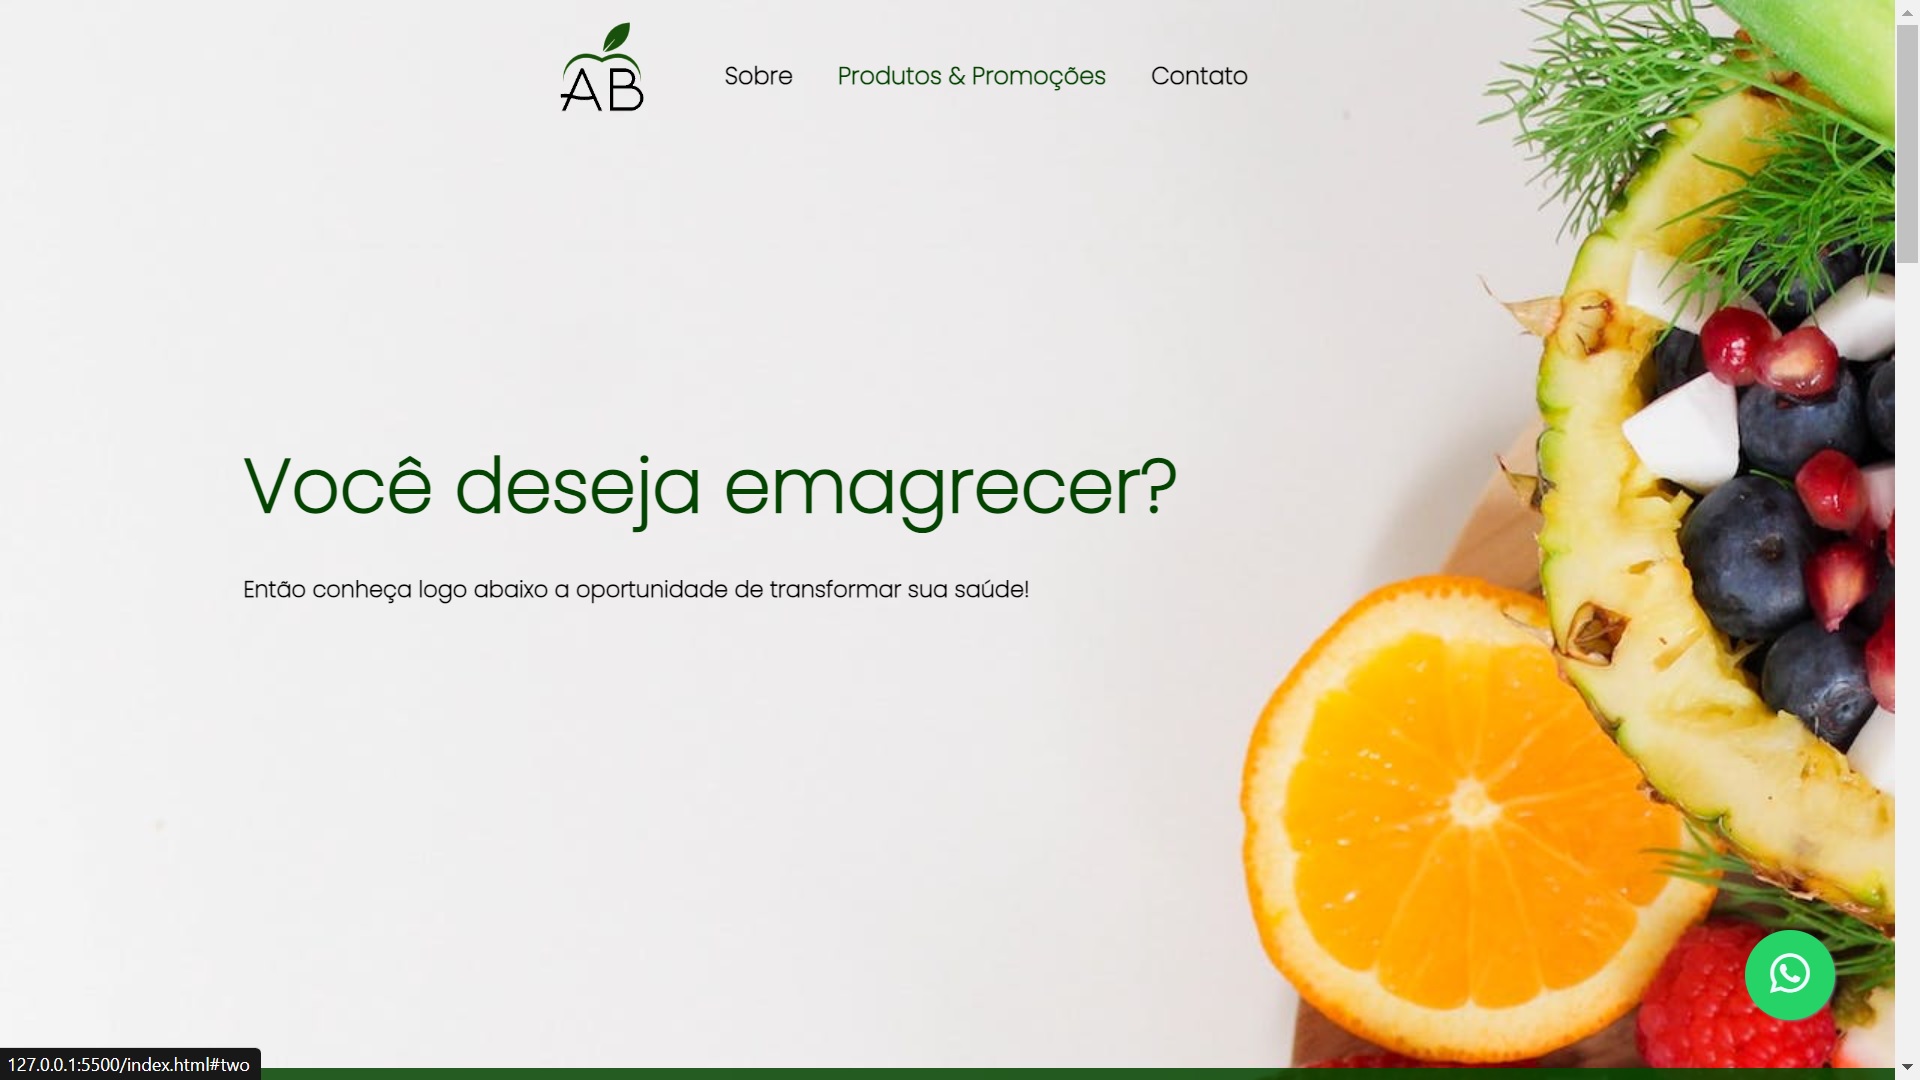 AB
Sobre
Produtos & Promoções
Contato
Você deseja emagrecer?
Então conheça logo abaixo a oportunidade de transformar sua saúde!
127.0.0.1:5500/index.html#two